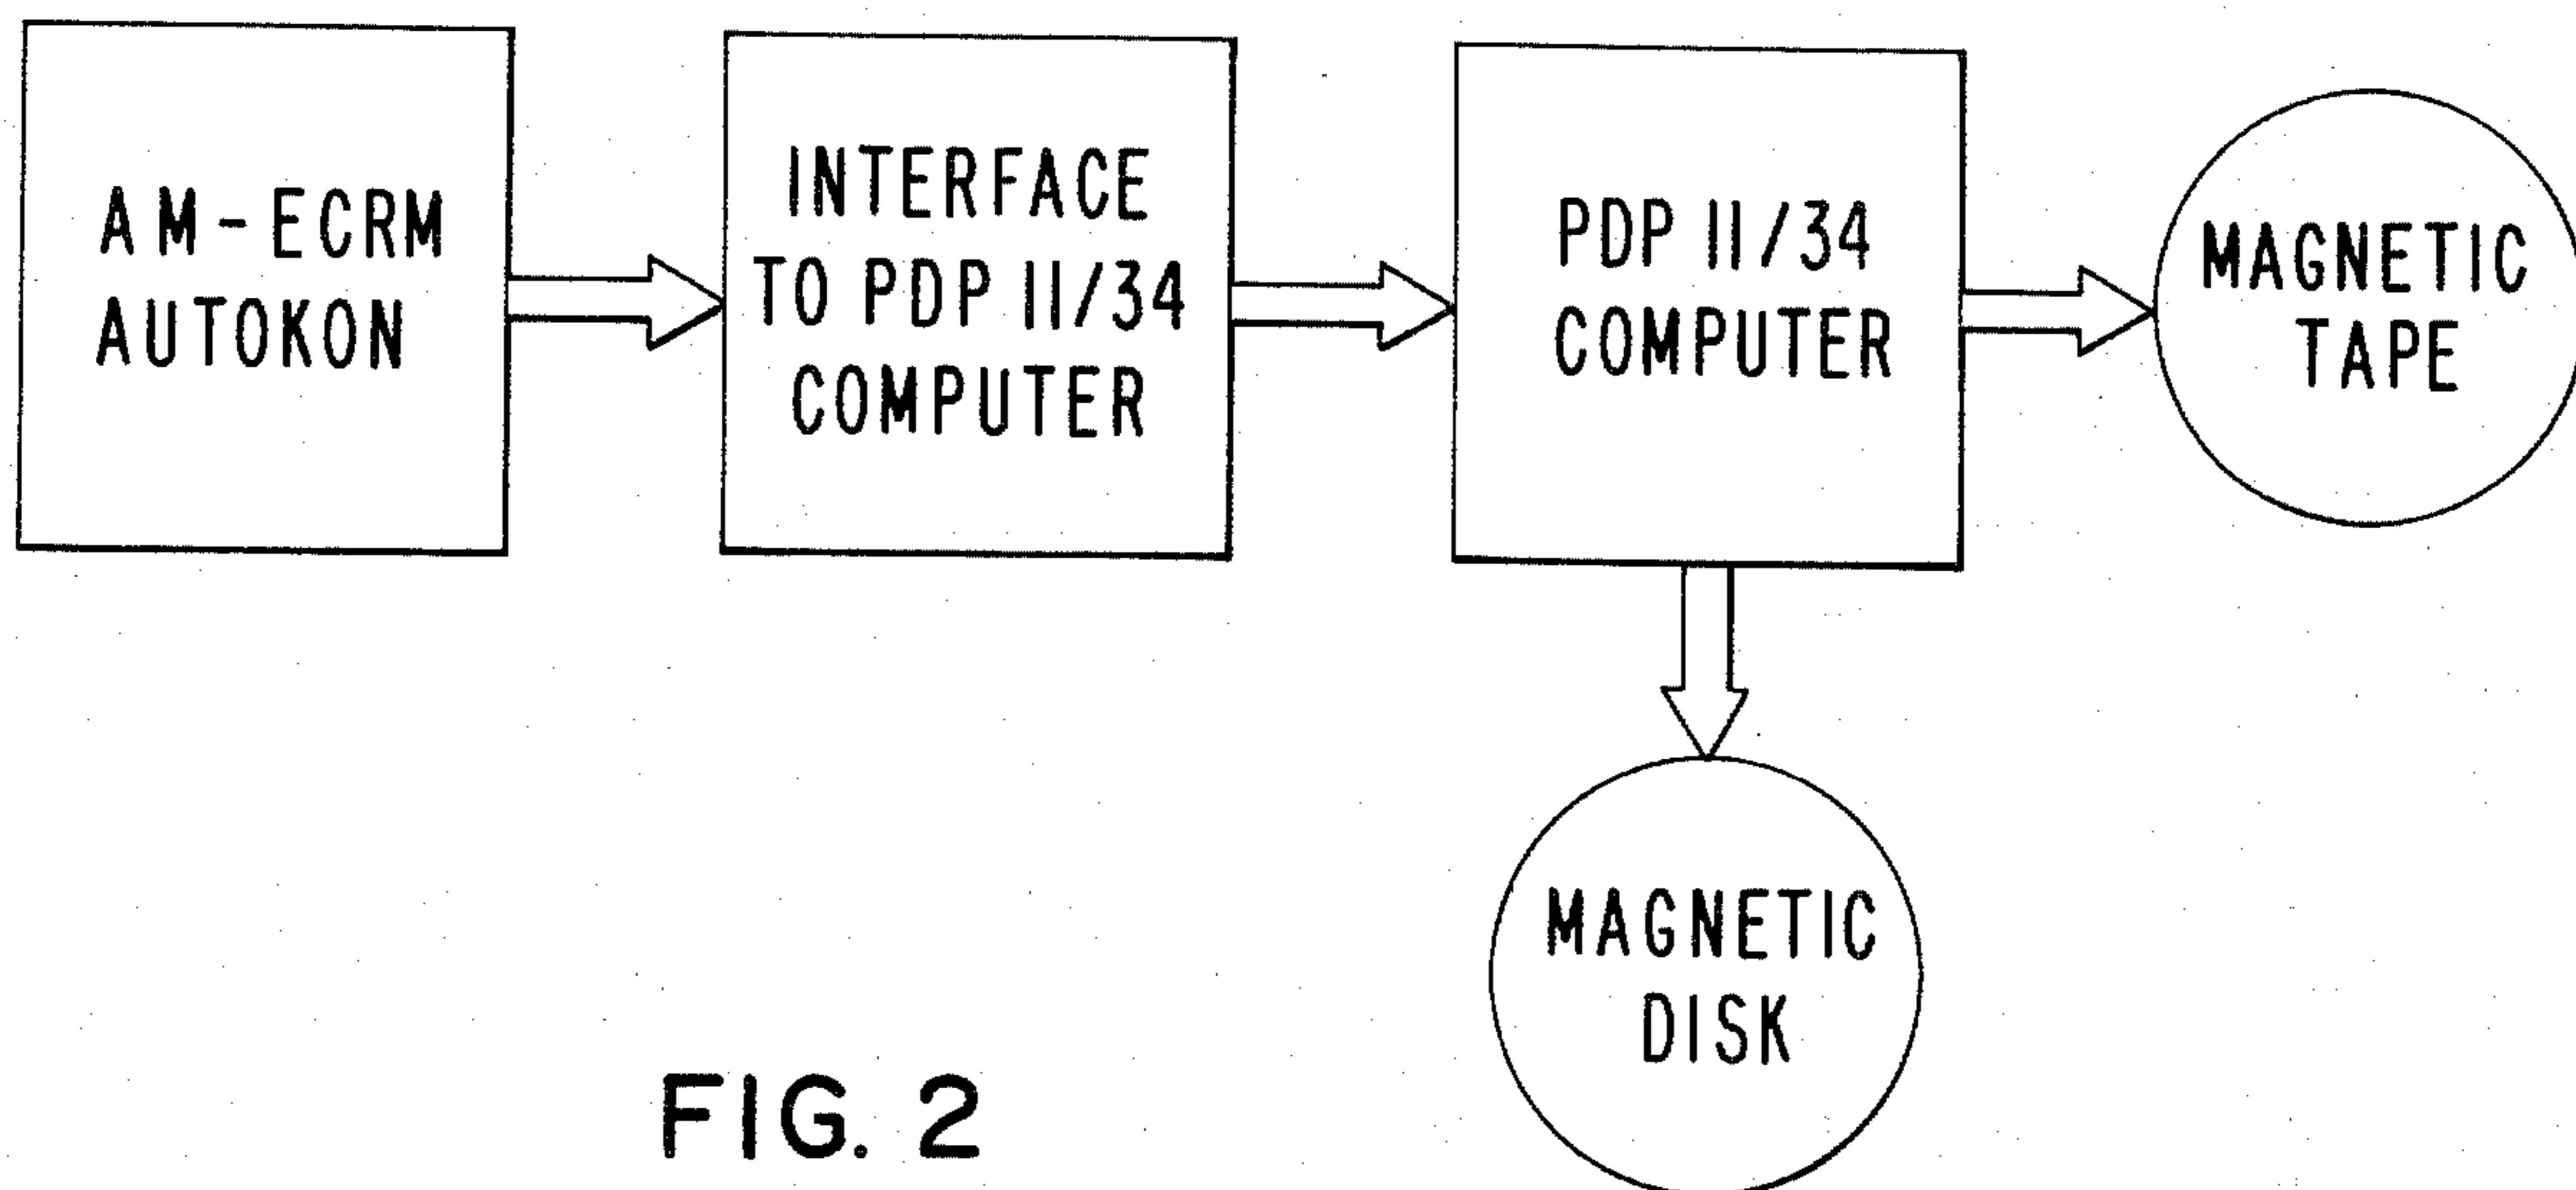 AM-ECRM
AUTOKON
INTERFACE
TO PDP 11/34
COMPUTER
PDP 11/34
COMPUTER
MAGNETIC
TAPE
MAGNETIC
DISK
FIG. 2